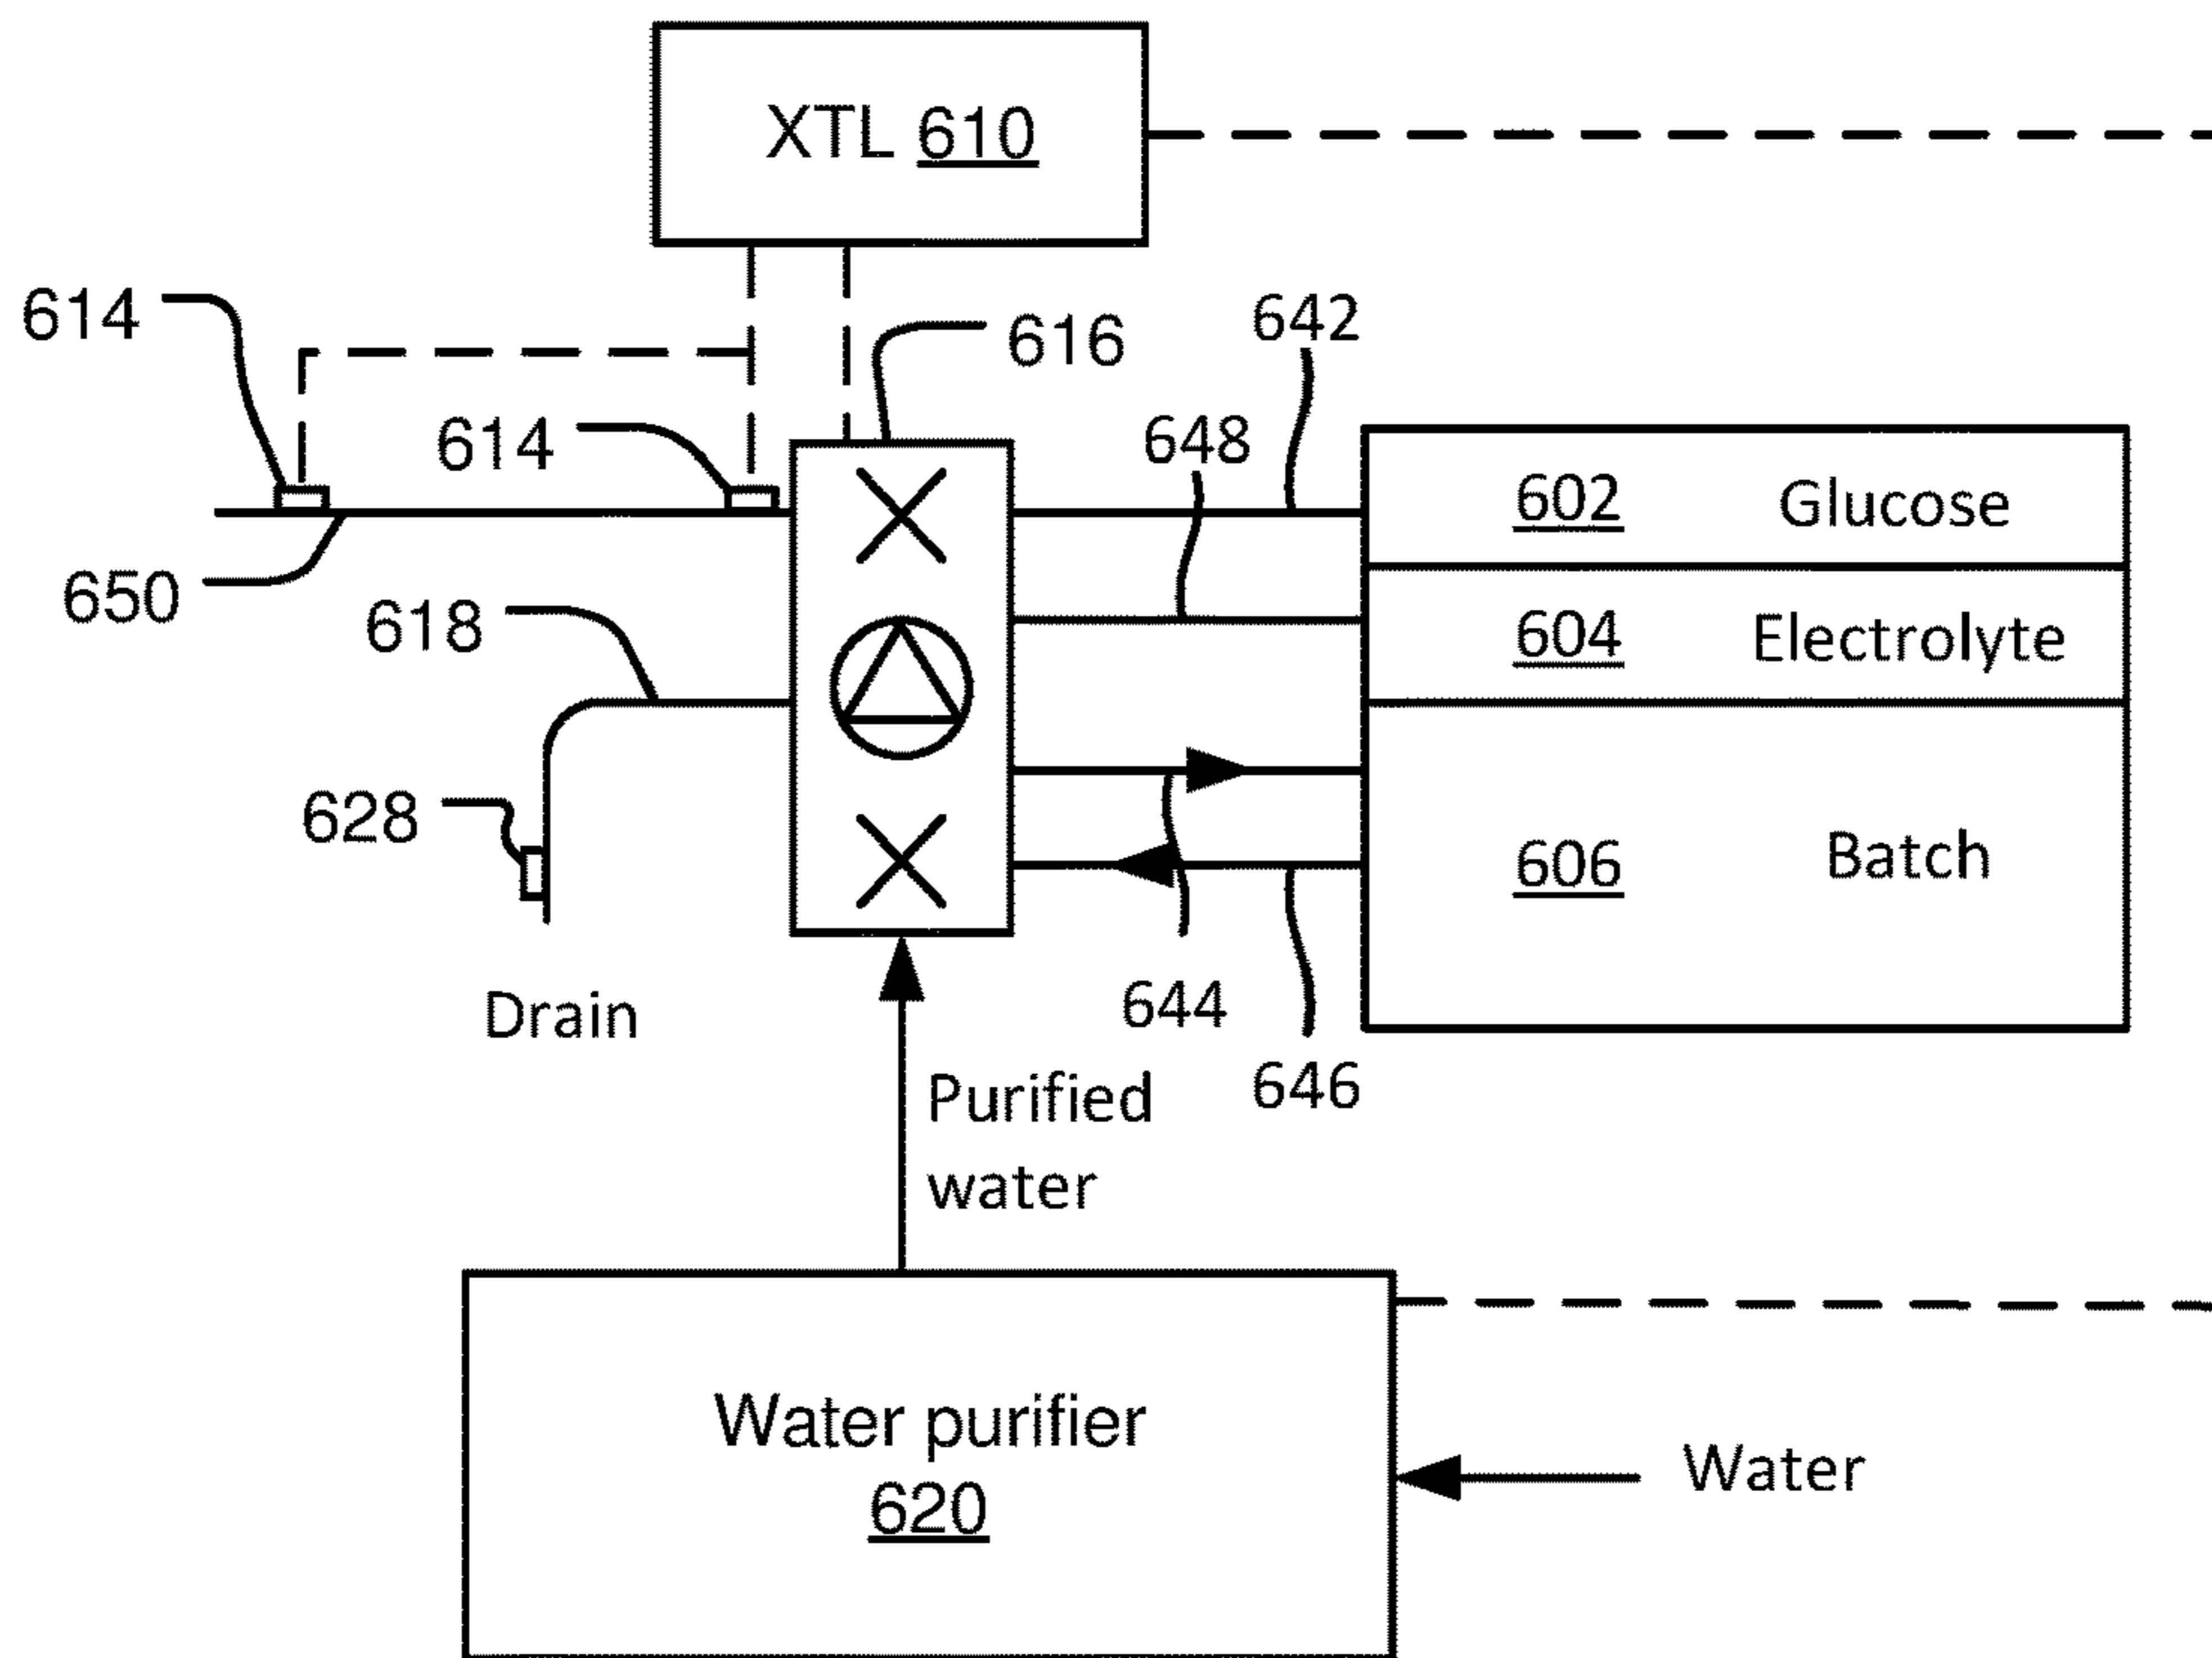 XTL 610
614
616
642
614
648
602 Glucose
650
618
604 Electrolyte
628
606 Batch
Drain
644
646
Purified
water
Water purifier
620
Water